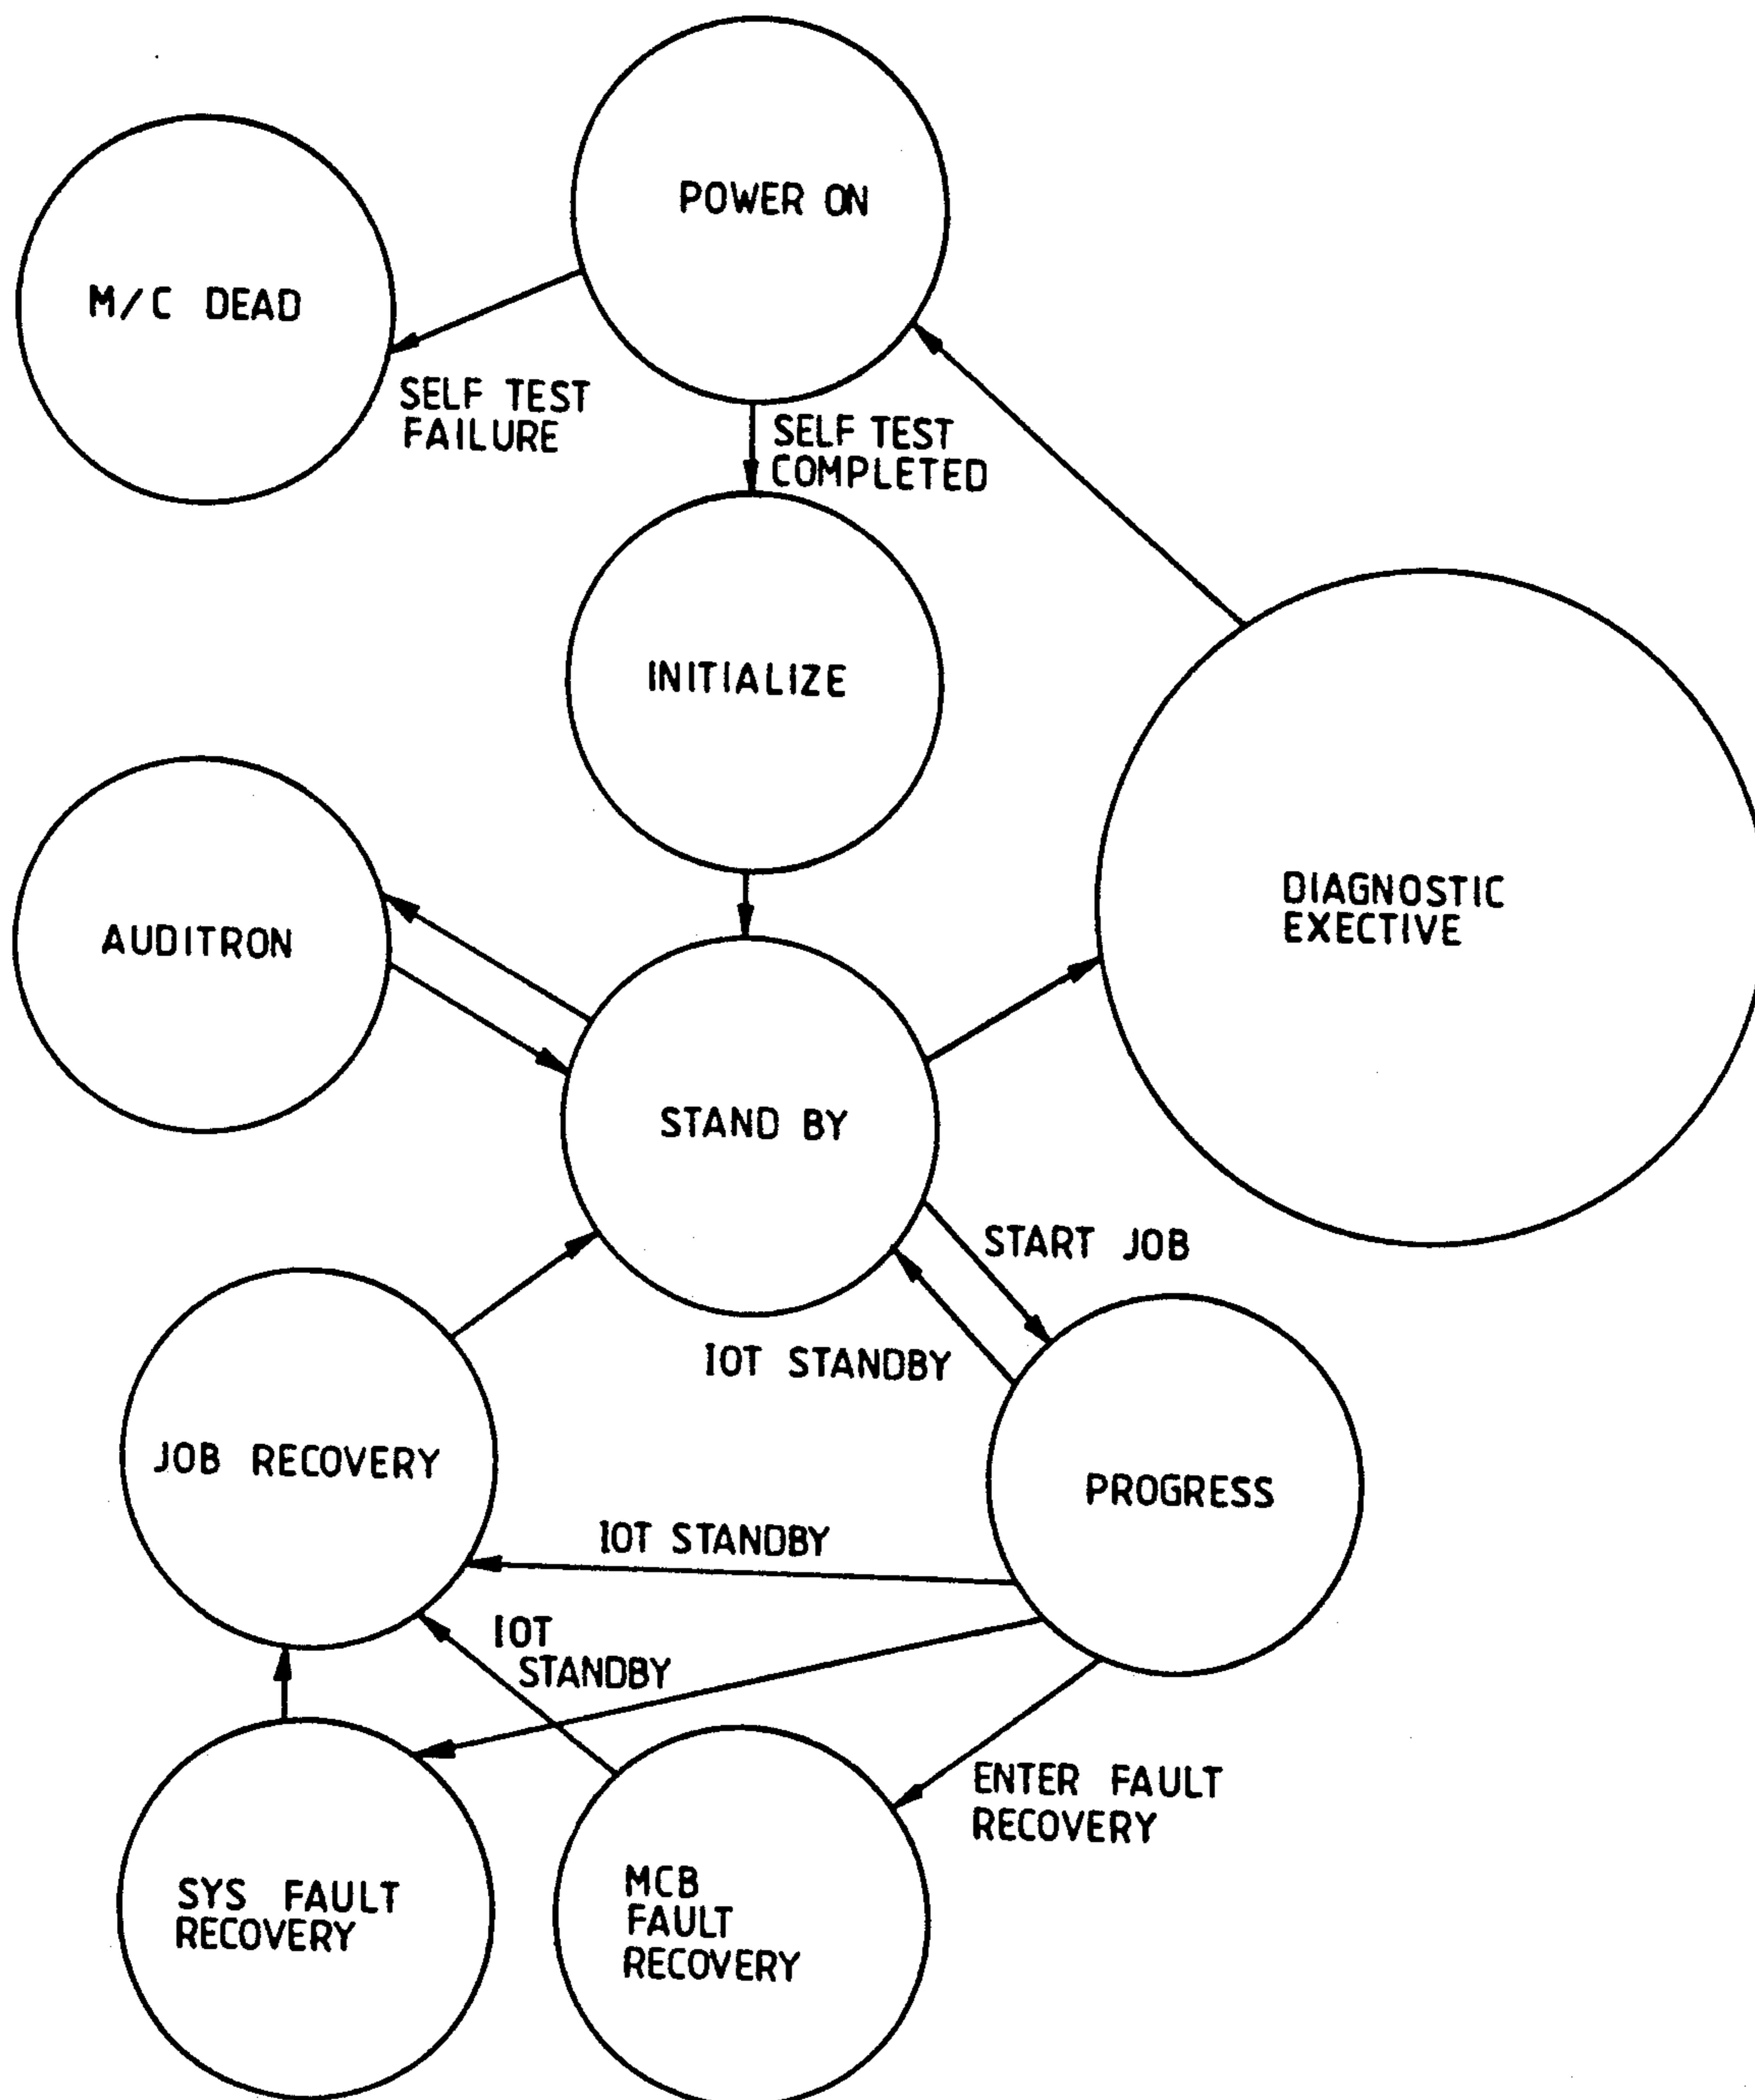 POWER ON
M/C DEAD
SELF TEST
FAILURE
SELF TEST
COMPLETED
INITIALIZE
DIAGNOSTIC
EXECTIVE
AUDITRON
STAND BY
START JOB
IOT STANDBY
JOB RECOVERY
PROGRESS
IOT STANDBY
IOT
STANDBY
ENTER FAULT
RECOVERY
SYS FAULT
RECOVERY
MCB
FAULT
RECOVERY